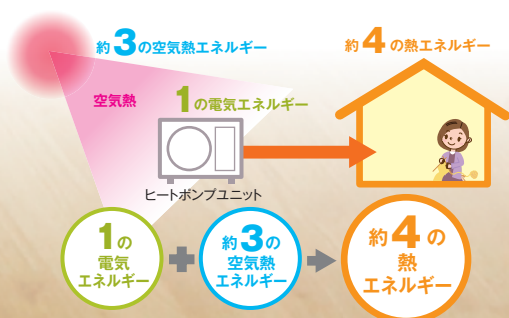 約3の空気熱エネルギー
約4の熱エネルギー
空気熱
1の電気エネルギー
ヒートポンプユニット
1の
電気
エネルギー
約3の
空気熱
エネルギー
約4の
熱
エネルギー